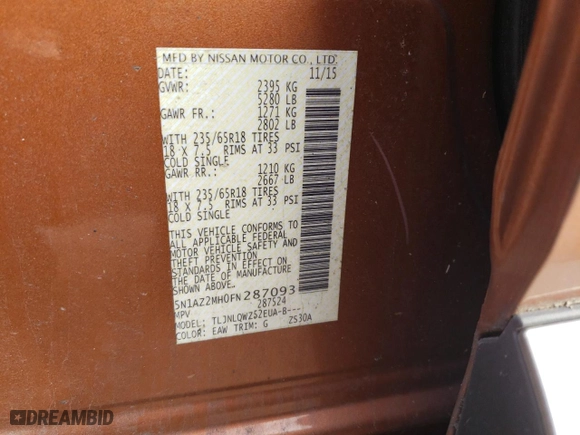 MFD BY NISSAN MOTOR CO., LTD.
DATE: 11/15
GVWR: 2395 KG
5280 LB
GAWR FR.: 1271 KG
2802 LB
WITH 235/65R18 TIRES
18 X 7.5 RIMS AT 33 PSI
COLD SINGLE
GAWR RR.: 1210 KG
2667 LB
WITH 235/65R18 TIRES
18 X 7.5 RIMS AT 33 PSI
COLD SINGLE
THIS VEHICLE CONFORMS TO
ALL APPLICABLE FEDERAL
MOTOR VEHICLE SAFETY AND
THEFT PREVENTION
STANDARDS IN EFFECT ON
THE DATE OF MANUFACTURE
SHOWN ABOVE.
5N1AZ2MH0FN287093
MPV 287524
MODEL: TLJNLQWZ52EUA-B---
COLOR: EAW TRIM: G Z530A
DREAMBID